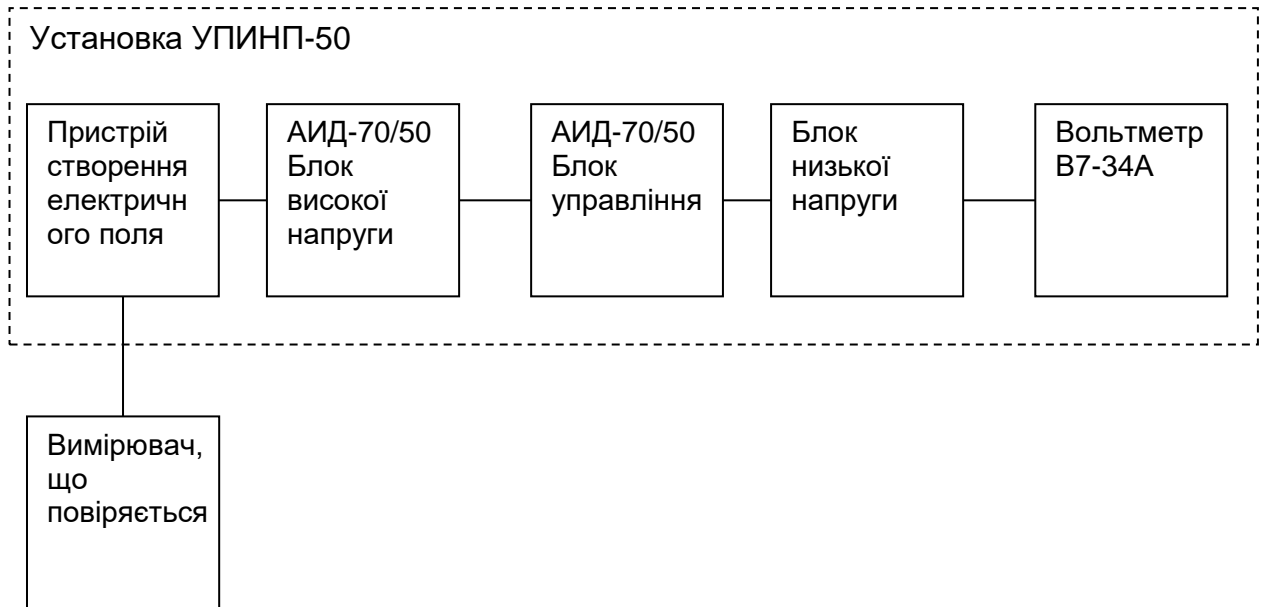 Установка УПИНП-50
Пристрій
створення
електричн
ого поля
АИД-70/50
Блок
високої
напруги
АИД-70/50
Блок
управління
Блок
низької
напруги
Вольтметр
В7-34А
Вимірювач,
що
повіряється